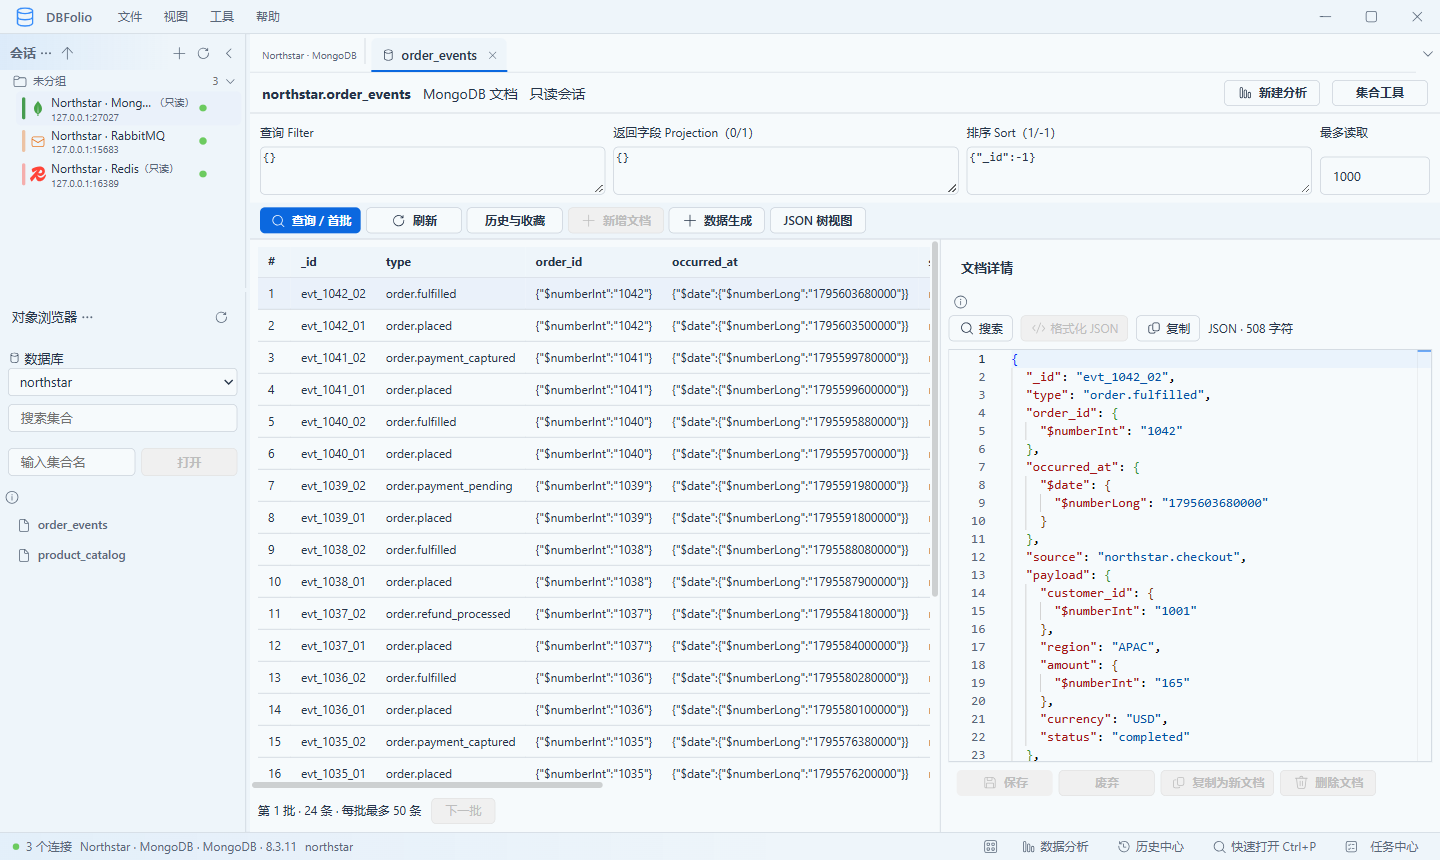 DBFolio 文件 视图 工具 帮助
会话 ···
未分组 3
Northstar · Mong... （只读）
127.0.0.1:27027
Northstar · RabbitMQ
127.0.0.1:15683
Northstar · Redis（只读）
127.0.0.1:16389
对象浏览器 ···
数据库
northstar
搜索集合
输入集合名 打开
order_events
product_catalog
Northstar · MongoDB order_events
northstar.order_events MongoDB 文档 只读会话 新建分析 集合工具
查询 Filter 返回字段 Projection（0/1） 排序 Sort（1/-1） 最多读取
{} {} {"_id":-1} 1000
查询 / 首批 刷新 历史与收藏 新增文档 数据生成 JSON 树视图
# _id type order_id occurred_at
1 evt_1042_02 order.fulfilled {"$numberInt":"1042"} {"$date":{"$numberLong":"1795603680000"}}
2 evt_1042_01 order.placed {"$numberInt":"1042"} {"$date":{"$numberLong":"1795603500000"}}
3 evt_1041_02 order.payment_captured {"$numberInt":"1041"} {"$date":{"$numberLong":"1795599780000"}}
4 evt_1041_01 order.placed {"$numberInt":"1041"} {"$date":{"$numberLong":"1795599600000"}}
5 evt_1040_02 order.fulfilled {"$numberInt":"1040"} {"$date":{"$numberLong":"1795595880000"}}
6 evt_1040_01 order.placed {"$numberInt":"1040"} {"$date":{"$numberLong":"1795595700000"}}
7 evt_1039_02 order.payment_pending {"$numberInt":"1039"} {"$date":{"$numberLong":"1795591980000"}}
8 evt_1039_01 order.placed {"$numberInt":"1039"} {"$date":{"$numberLong":"1795591800000"}}
9 evt_1038_02 order.fulfilled {"$numberInt":"1038"} {"$date":{"$numberLong":"1795588080000"}}
10 evt_1038_01 order.placed {"$numberInt":"1038"} {"$date":{"$numberLong":"1795587900000"}}
11 evt_1037_02 order.refund_processed {"$numberInt":"1037"} {"$date":{"$numberLong":"1795584180000"}}
12 evt_1037_01 order.placed {"$numberInt":"1037"} {"$date":{"$numberLong":"1795584000000"}}
13 evt_1036_02 order.fulfilled {"$numberInt":"1036"} {"$date":{"$numberLong":"1795580280000"}}
14 evt_1036_01 order.placed {"$numberInt":"1036"} {"$date":{"$numberLong":"1795580100000"}}
15 evt_1035_02 order.payment_captured {"$numberInt":"1035"} {"$date":{"$numberLong":"1795576380000"}}
16 evt_1035_01 order.placed {"$numberInt":"1035"} {"$date":{"$numberLong":"1795576200000"}}
第 1 批 · 24 条 · 每批最多 50 条 下一批
文档详情
搜索 格式化 JSON 复制 JSON · 508 字符
1 {
2 "_id": "evt_1042_02",
3 "type": "order.fulfilled",
4 "order_id": {
5 "$numberInt": "1042"
6 },
7 "occurred_at": {
8 "$date": {
9 "$numberLong": "1795603680000"
10 }
11 },
12 "source": "northstar.checkout",
13 "payload": {
14 "customer_id": {
15 "$numberInt": "1001"
16 },
17 "region": "APAC",
18 "amount": {
19 "$numberInt": "165"
20 },
21 "currency": "USD",
22 "status": "completed"
23 },
保存 废弃 复制为新文档 删除文档
3 个连接 Northstar · MongoDB · MongoDB · 8.3.11 northstar 数据分析 历史中心 快速打开 Ctrl+P 任务中心